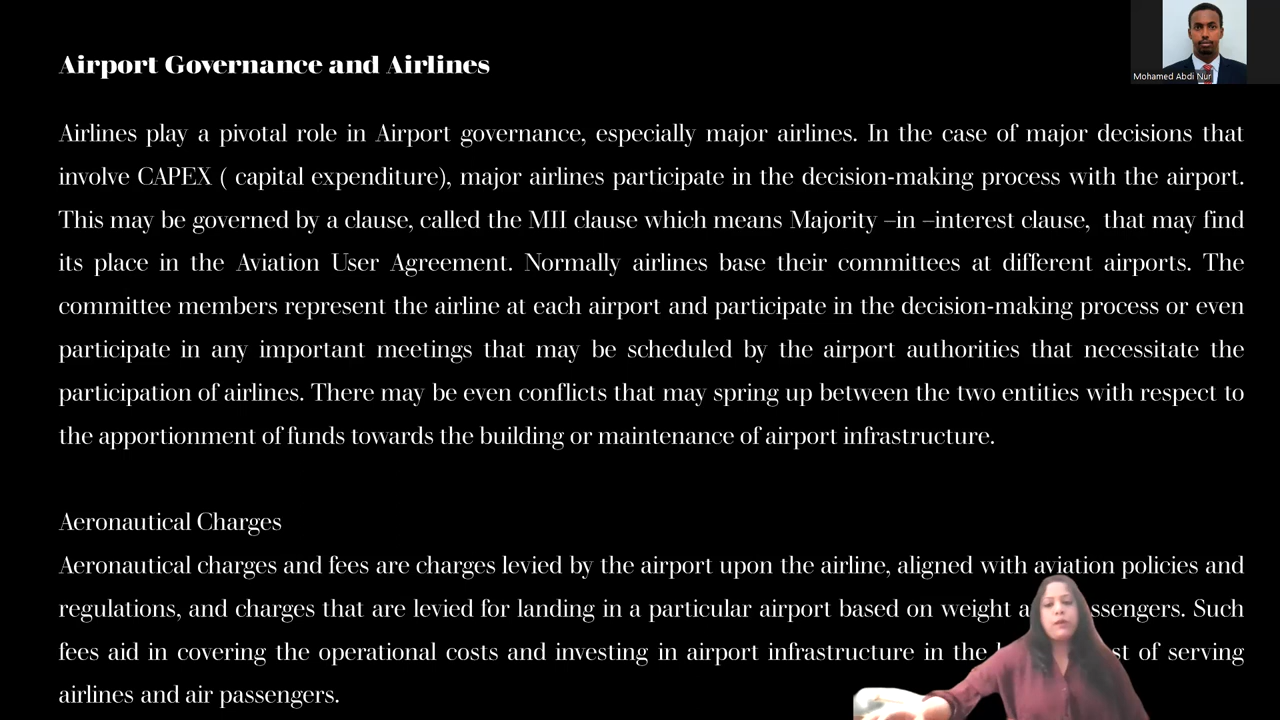 Airport Governance and Airlines
Mohamed Abdi Nur
Airlines play a pivotal role in Airport governance, especially major airlines. In the case of major decisions that
involve CAPEX ( capital expenditure), major airlines participate in the decision-making process with the airport.
This may be governed by a clause, called the MII clause which means Majority –in –interest clause, that may find
its place in the Aviation User Agreement. Normally airlines base their committees at different airports. The
committee members represent the airline at each airport and participate in the decision-making process or even
participate in any important meetings that may be scheduled by the airport authorities that necessitate the
participation of airlines. There may be even conflicts that may spring up between the two entities with respect to
the apportionment of funds towards the building or maintenance of airport infrastructure.
Aeronautical Charges
Aeronautical charges and fees are charges levied by the airport upon the airline, aligned with aviation policies and
regulations, and charges that are levied for landing in a particular airport based on weight Such
fees aid in covering the operational costs and investing in airport infrastructure in the of serving
airlines and air passengers.